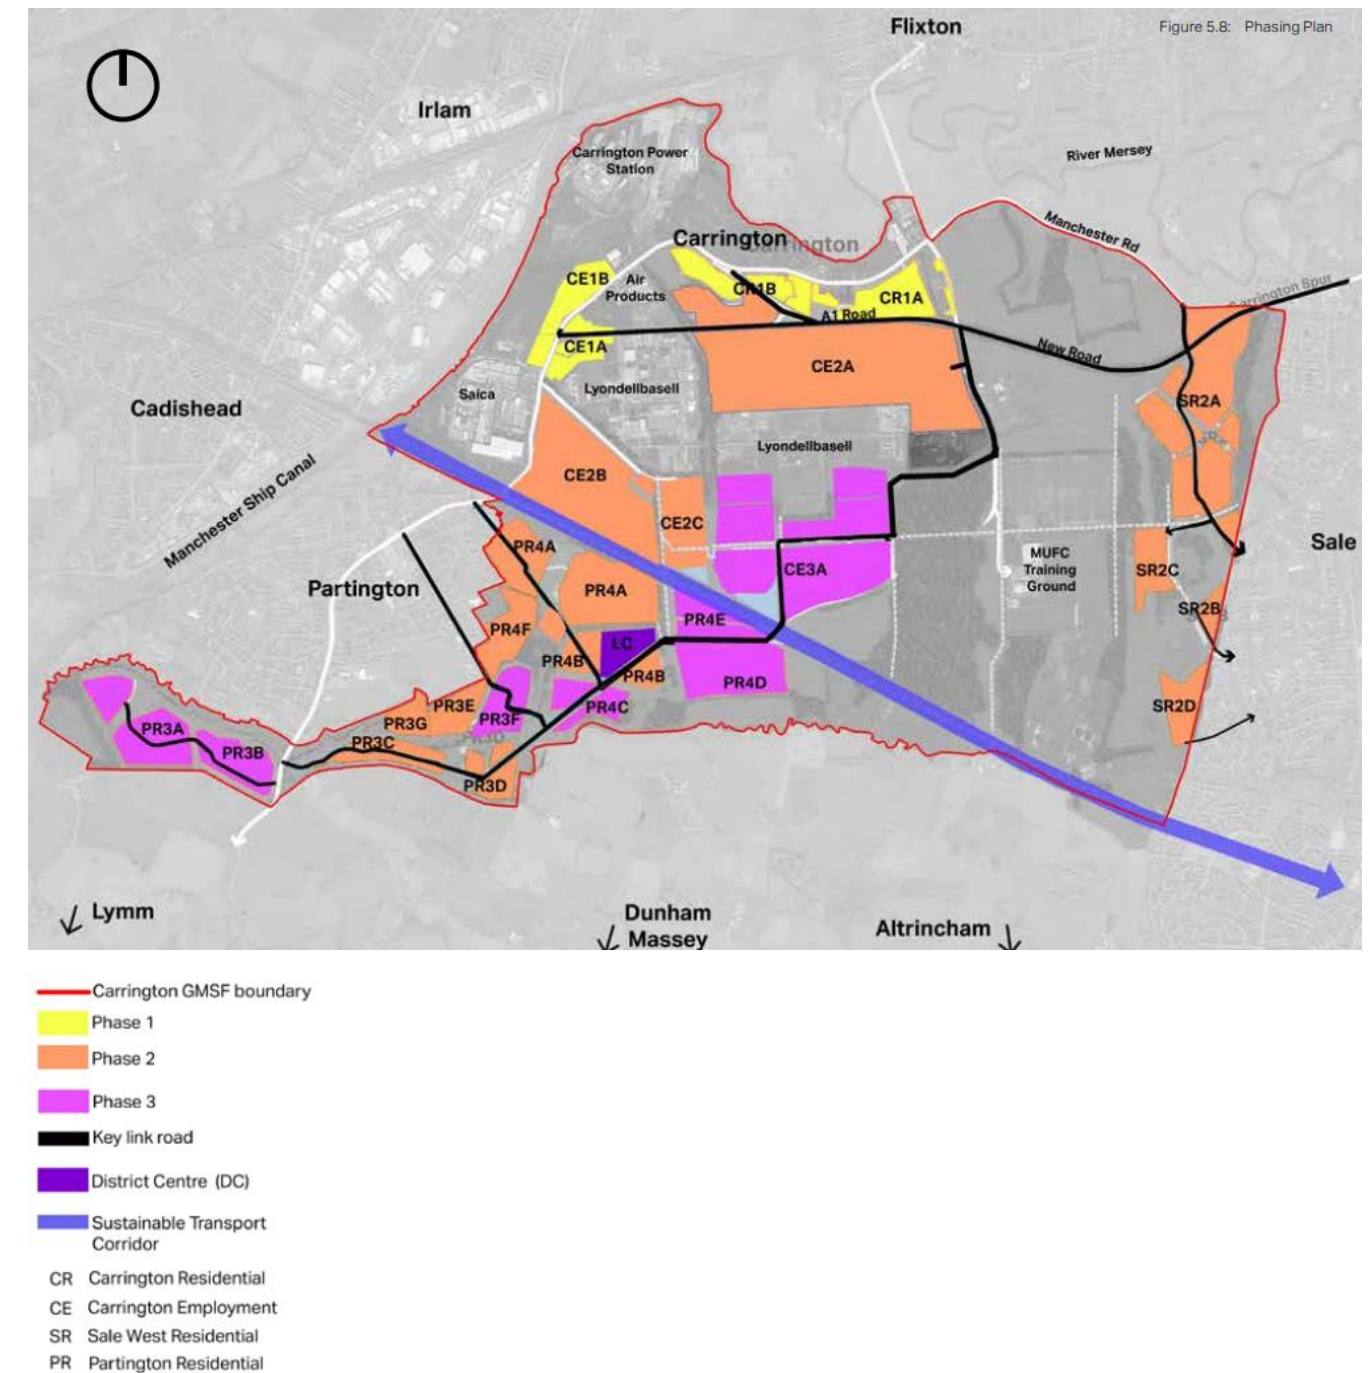 Figure 5.8: Phasing Plan
Flixton
Irlam
Carrington Power
Station
River Mersey
Manchester Rd
Carrington
Carrington
Carrington Spur
CE1B
Air
Products
CR1B
CR1A
A1 Road
CE1A
New Road
CE2A
Lyondellbasell
Saica
Cadishead
SR2A
Lyondellbasell
CE2B
Manchester Ship Canal
CE2C
Sale
PR4A
MUFC
Training
Ground
CE3A
SR2C
Partington
PR4A
SR2B
PR4E
PR4F
LC
PR4B
PR4B
PR4D
PR3E
PR4C
SR2D
PR3G
PR3F
PR3A
PR3B
PR3C
PR3D
PR3D
Lymm
Dunham
Massey
Altrincham
Carrington GMSF boundary
Phase 1
Phase 2
Phase 3
Key link road
District Centre (DC)
Sustainable Transport
Corridor
CR Carrington Residential
CE Carrington Employment
SR Sale West Residential
PR Partington Residential